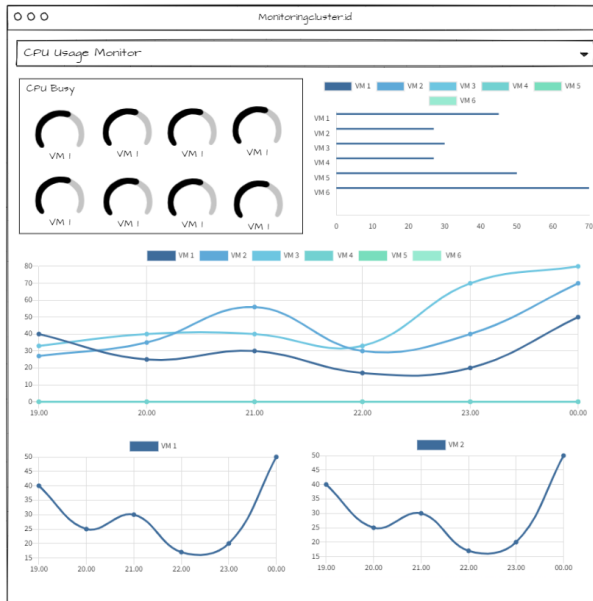 Monitoringcluster.id
CPU Usage Monitor
CPU Busy
VM 1 VM 1 VM 1 VM 1
VM 1 VM 1 VM 1 VM 1
VM 1 VM 2 VM 3 VM 4 VM 5
VM 6
VM 1
VM 2
VM 3
VM 4
VM 5
VM 6
0 10 20 30 40 50 60 70
VM 1 VM 2 VM 3 VM 4 VM 5 VM 6
80
70
60
50
40
30
20
10
0
19.00 20.00 21.00 22.00 23.00 00.00
VM 1
50
45
40
35
30
25
20
15
19.00 20.00 21.00 22.00 23.00 00.00
VM 2
50
45
40
35
30
25
20
15
19.00 20.00 21.00 22.00 23.00 00.00